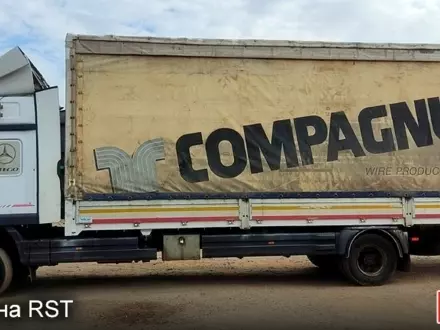 COMPAGNI
WIRE PRODUC
на RST